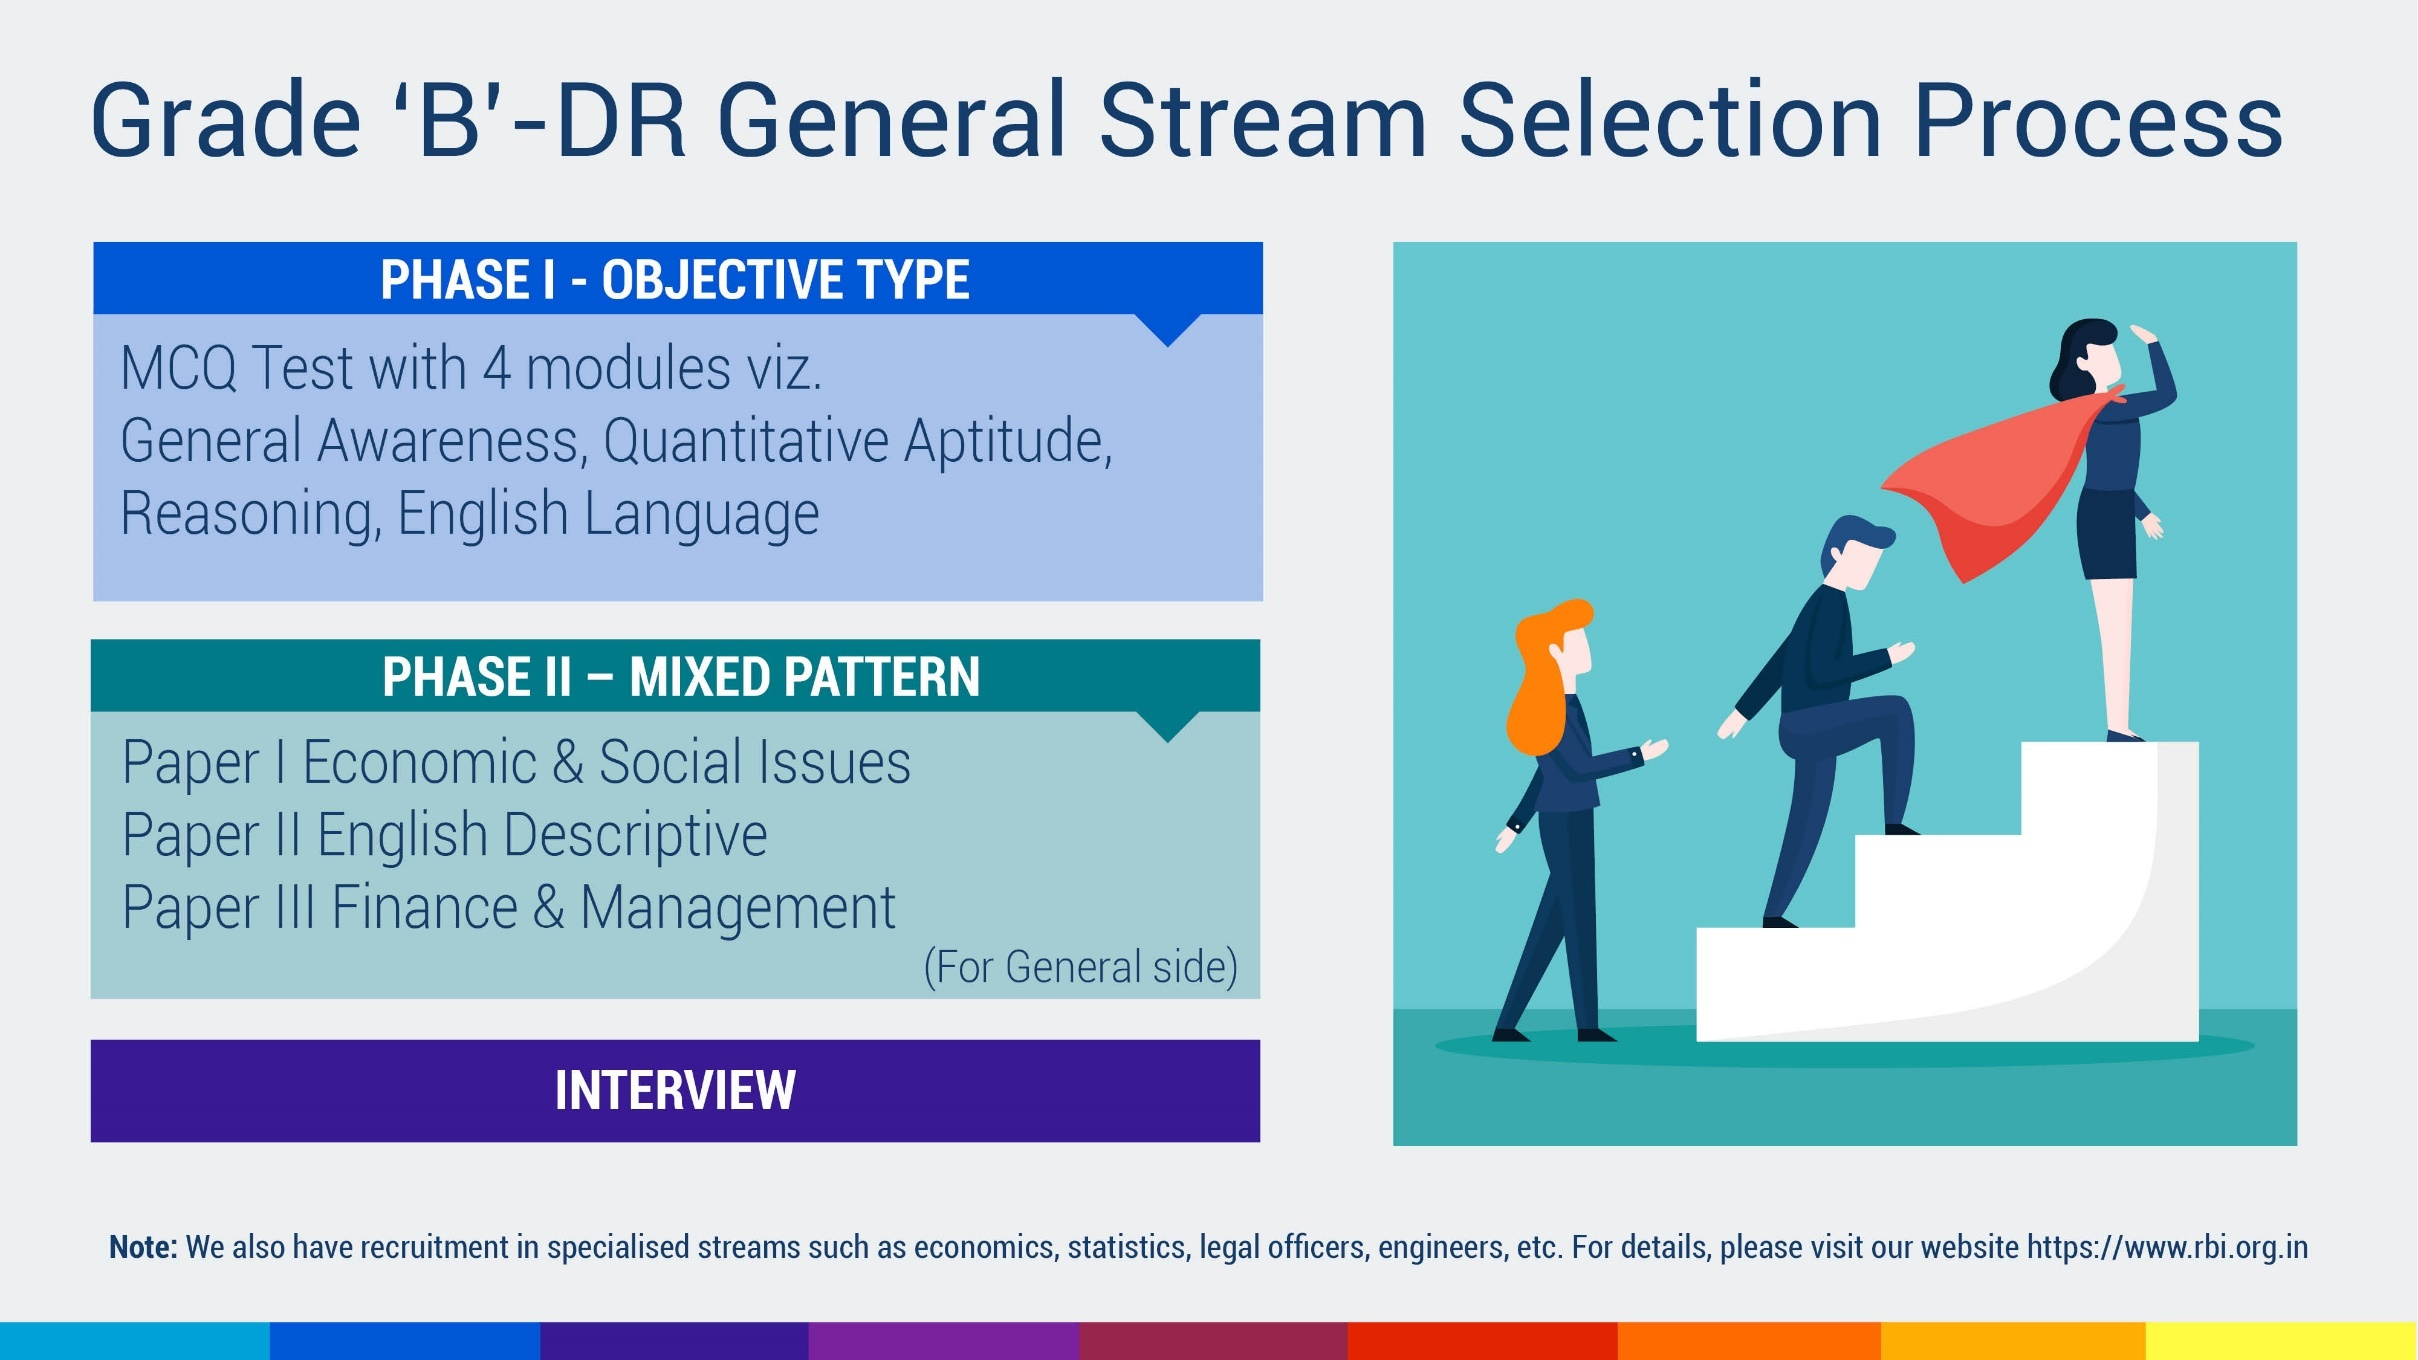 Grade ‘B’-DR General Stream Selection Process
PHASE I - OBJECTIVE TYPE
MCQ Test with 4 modules viz.
General Awareness, Quantitative Aptitude,
Reasoning, English Language
PHASE II – MIXED PATTERN
Paper I Economic & Social Issues
Paper II English Descriptive
Paper III Finance & Management
(For General side)
INTERVIEW
Note: We also have recruitment in specialised streams such as economics, statistics, legal officers, engineers, etc. For details, please visit our website https://www.rbi.org.in